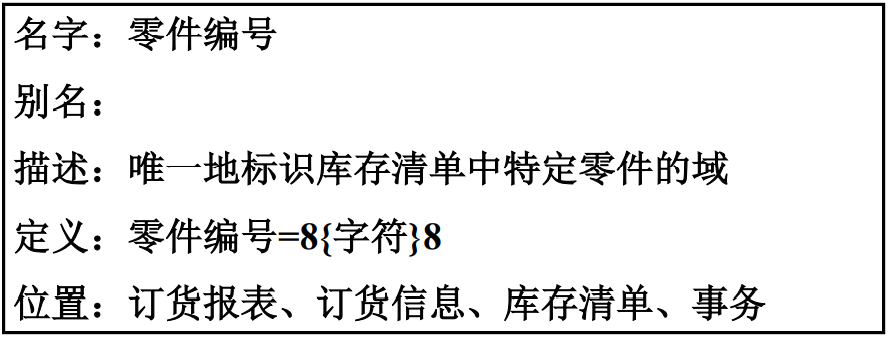 名字：零件编号
别名：
描述：唯一地标识库存清单中特定零件的域
定义：零件编号=8{字符}8
位置：订货报表、订货信息、库存清单、事务